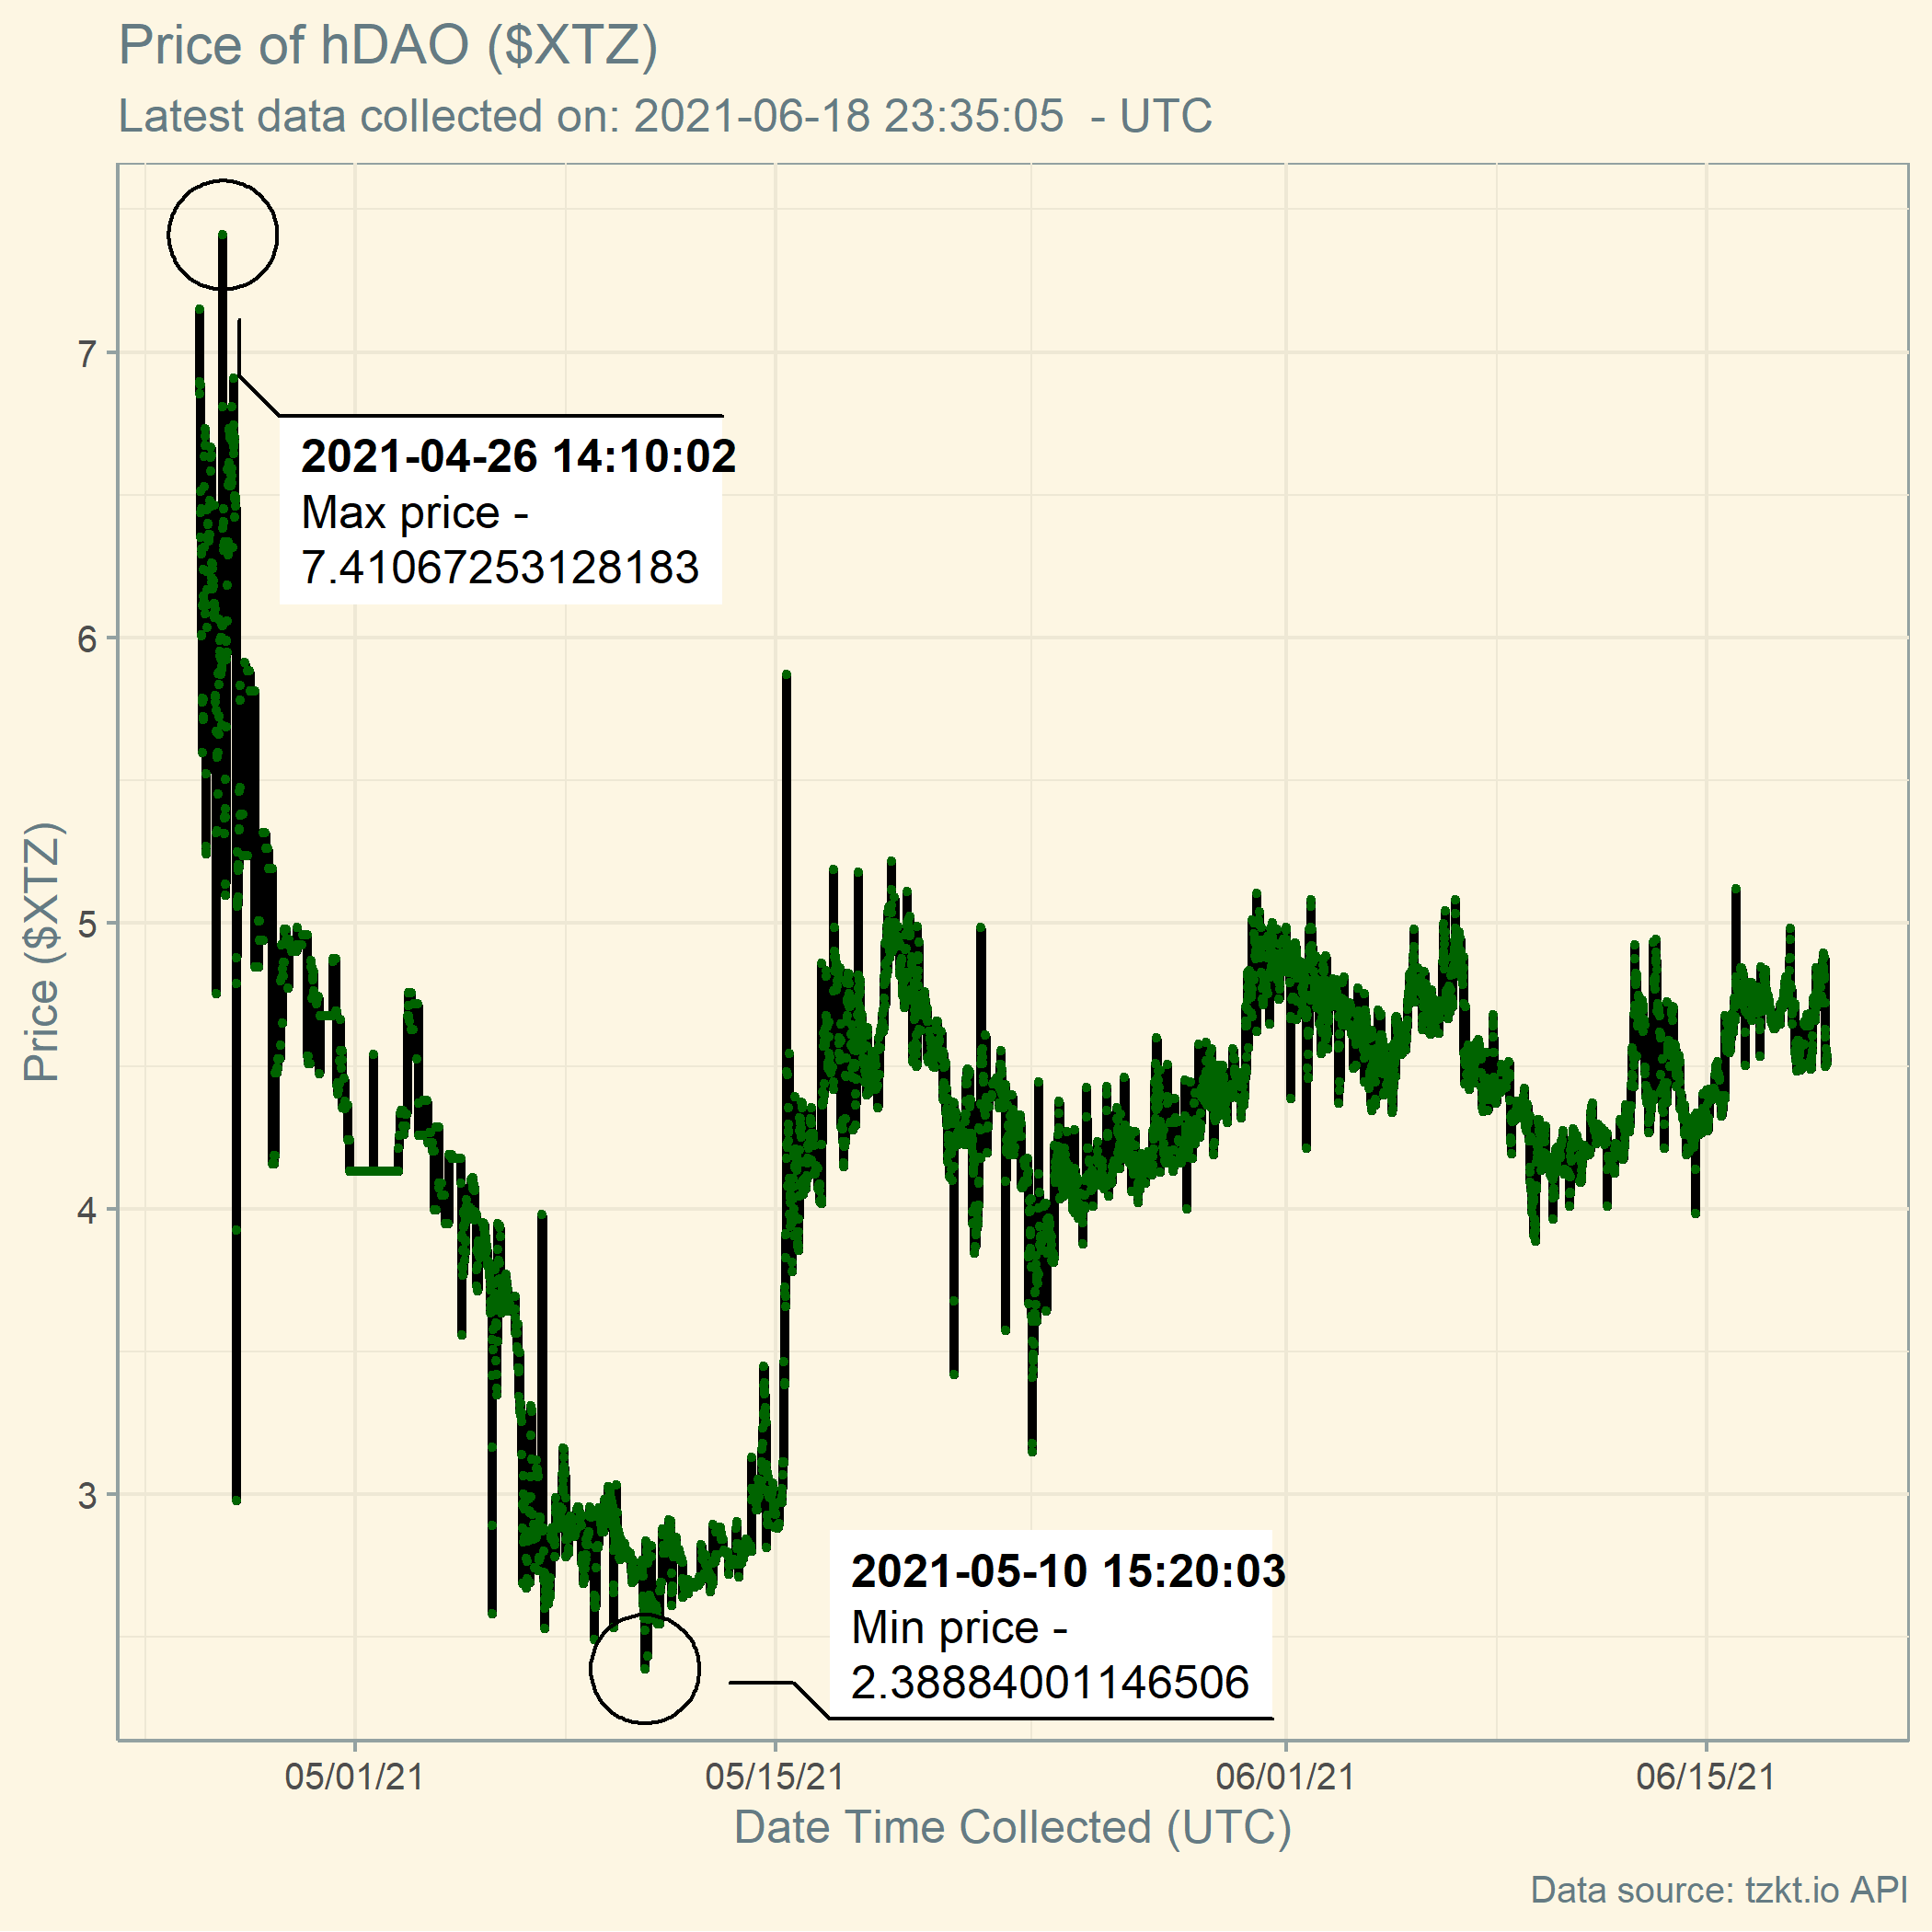 Price of hDAO ($XTZ)
Latest data collected on: 2021-06-18 23:35:05  - UTC
7
6
5
4
3
Price ($XTZ)
2021-04-26 14:10:02
Max price -
7.41067253128183
2021-05-10 15:20:03
Min price -
2.38884001146506
05/01/21
05/15/21
06/01/21
06/15/21
Date Time Collected (UTC)
Data source: tzkt.io API